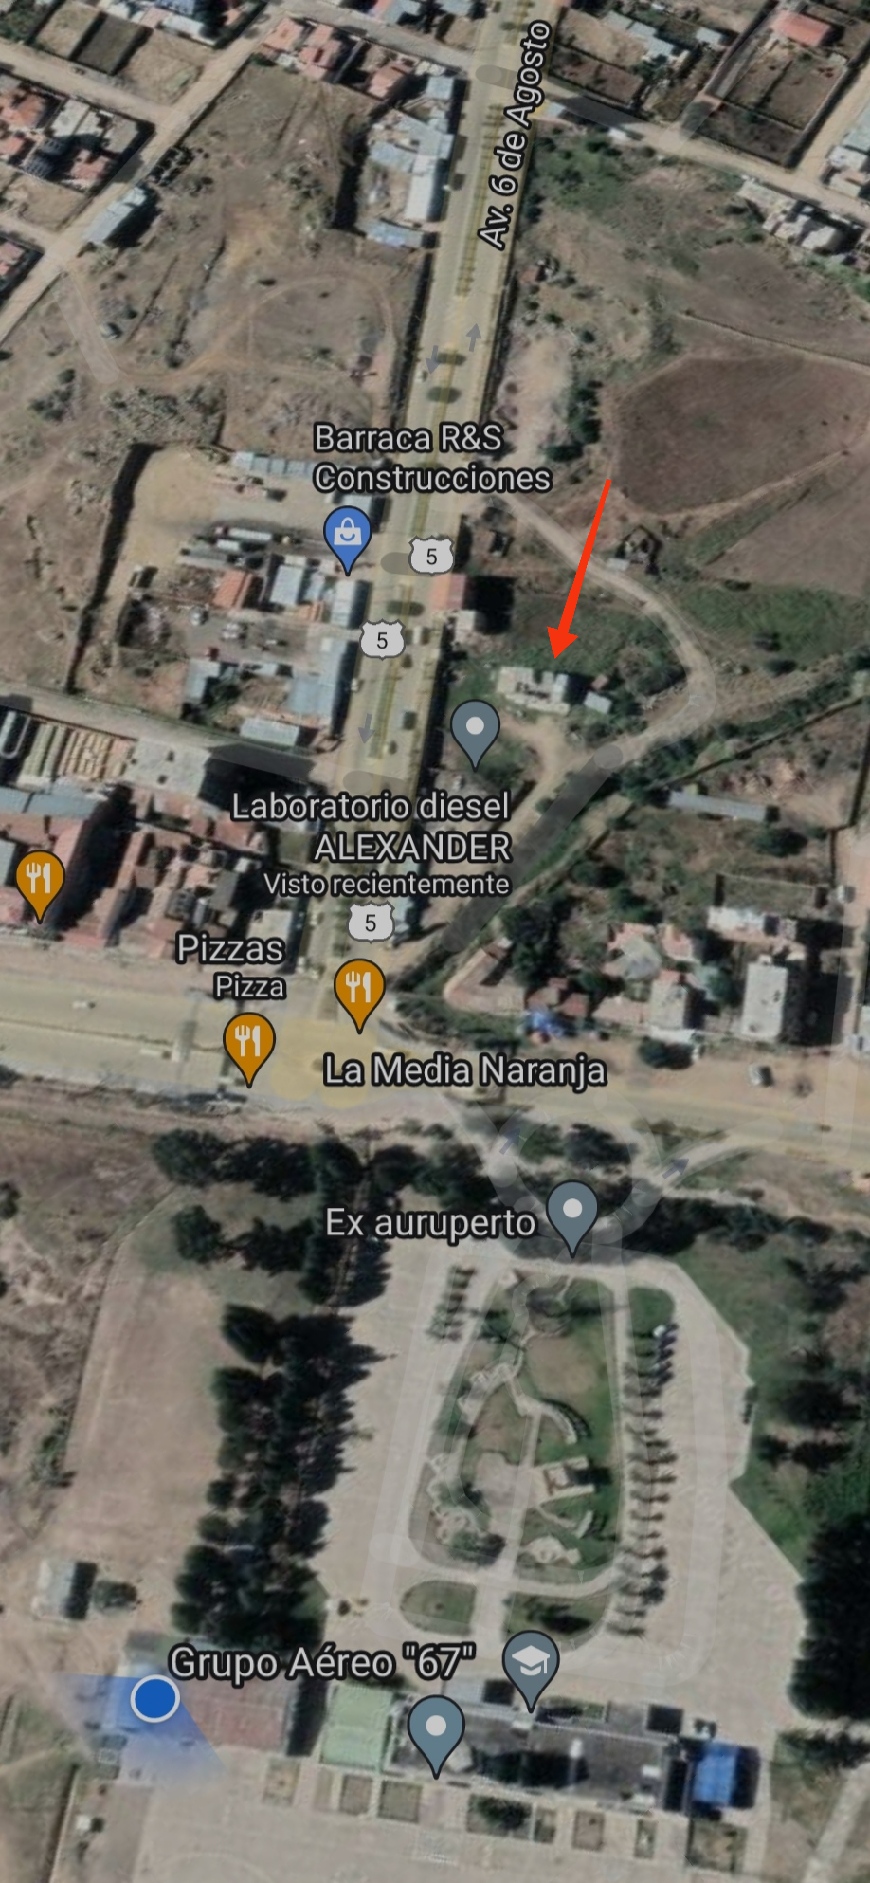 Av. 6 de Agosto
Barraca R&S
Construcciones
5
5
Laboratorio diesel
ALEXANDER
Visto recientemente
5
Pizzas
Pizza
La Media Naranja
Ex auruperto
Grupo Aéreo "67"